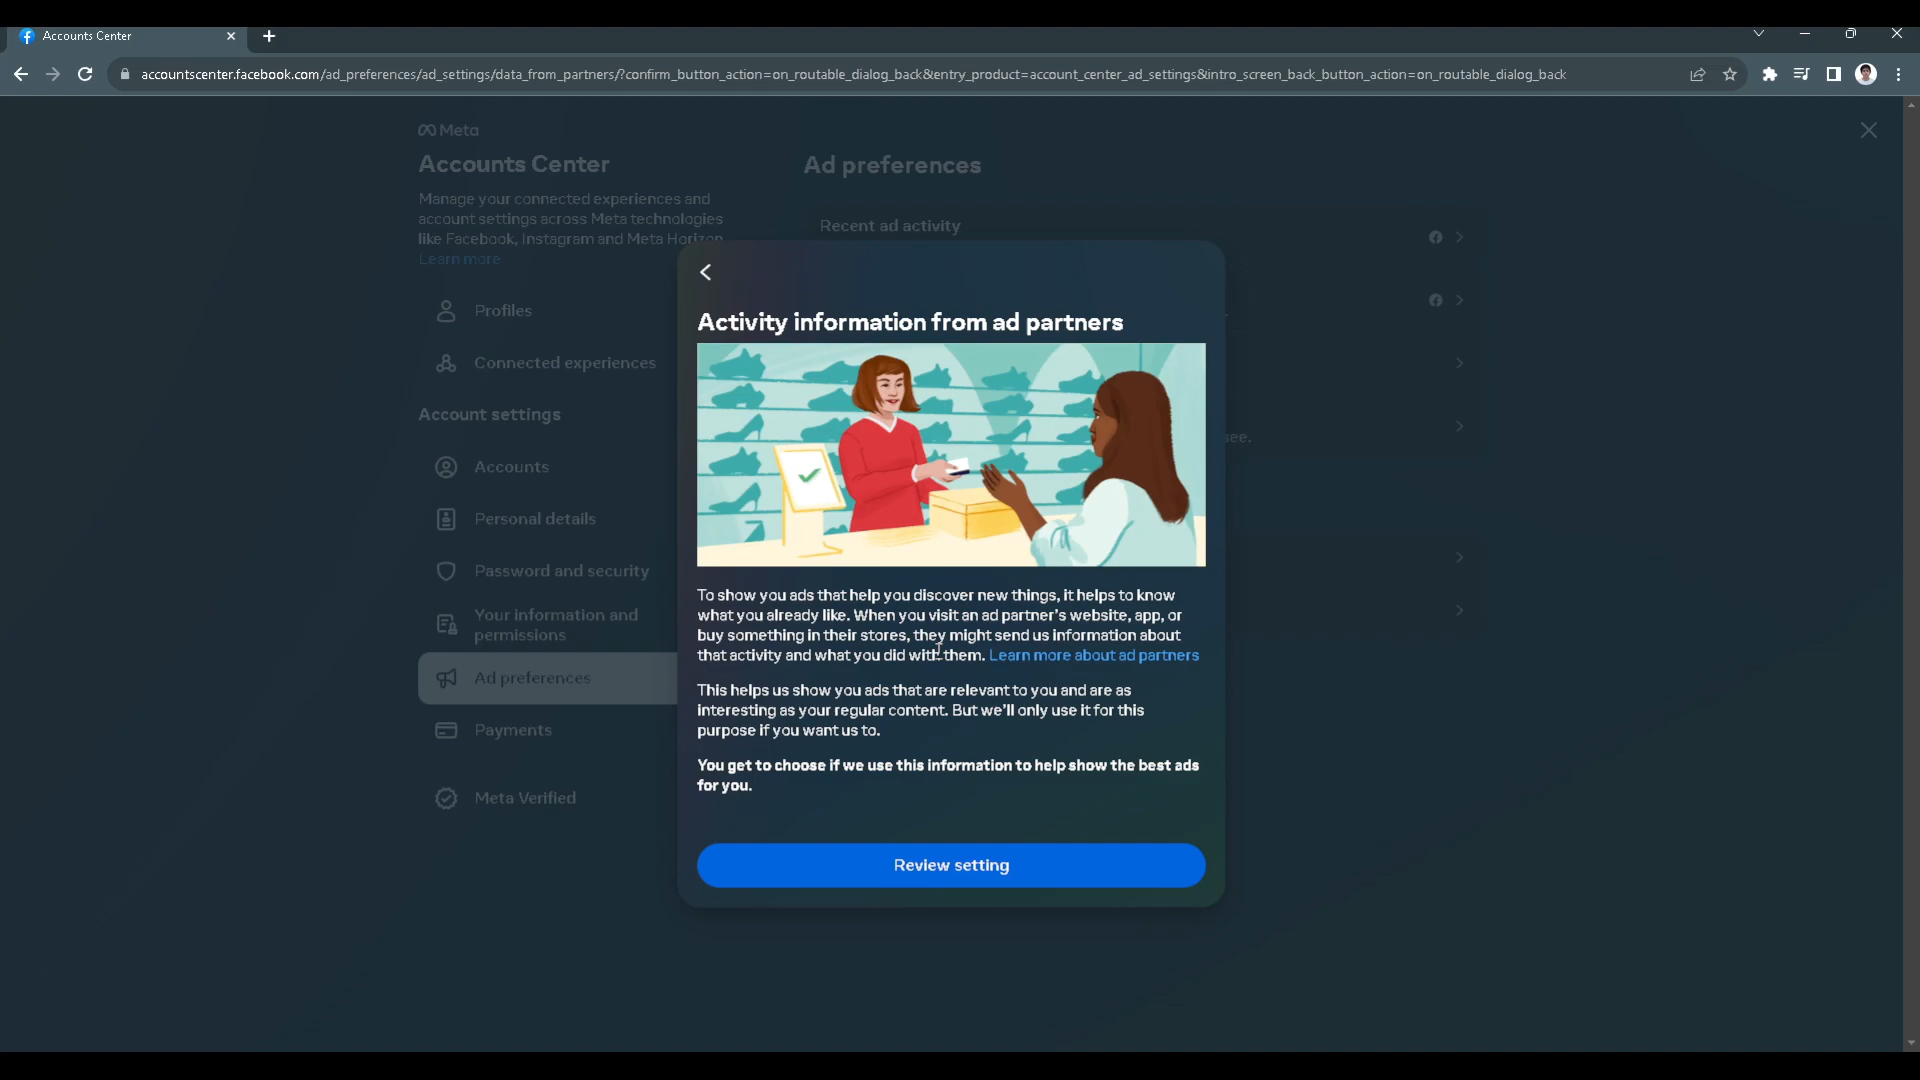 Accounts Center
accountscenter.facebook.com/ad_preferences/ad_settings/data_from_partners/?confirm_button_action=on_routable_dialog_back&entry_product=account_center_ad_settings&intro_screen_back_button_action=on_routable_dialog_back
Meta
Accounts Center
Manage your connected experiences and
account settings across Meta technologies
like Facebook, Instagram and Meta Horizon
Learn more
Profiles
Connected experiences
Account settings
Accounts
Personal details
Password and security
Your information and
permissions
Ad preferences
Payments
Meta Verified
Ad preferences
Recent ad activity
see.
Activity information from ad partners
To show you ads that help you discover new things, it helps to know
what you already like. When you visit an ad partner's website, app, or
buy something in their stores, they might send us information about
that activity and what you did with them. Learn more about ad partners
This helps us show you ads that are relevant to you and are as
interesting as your regular content. But we'll only use it for this
purpose if you want us to.
You get to choose if we use this information to help show the best ads
for you.
Review setting